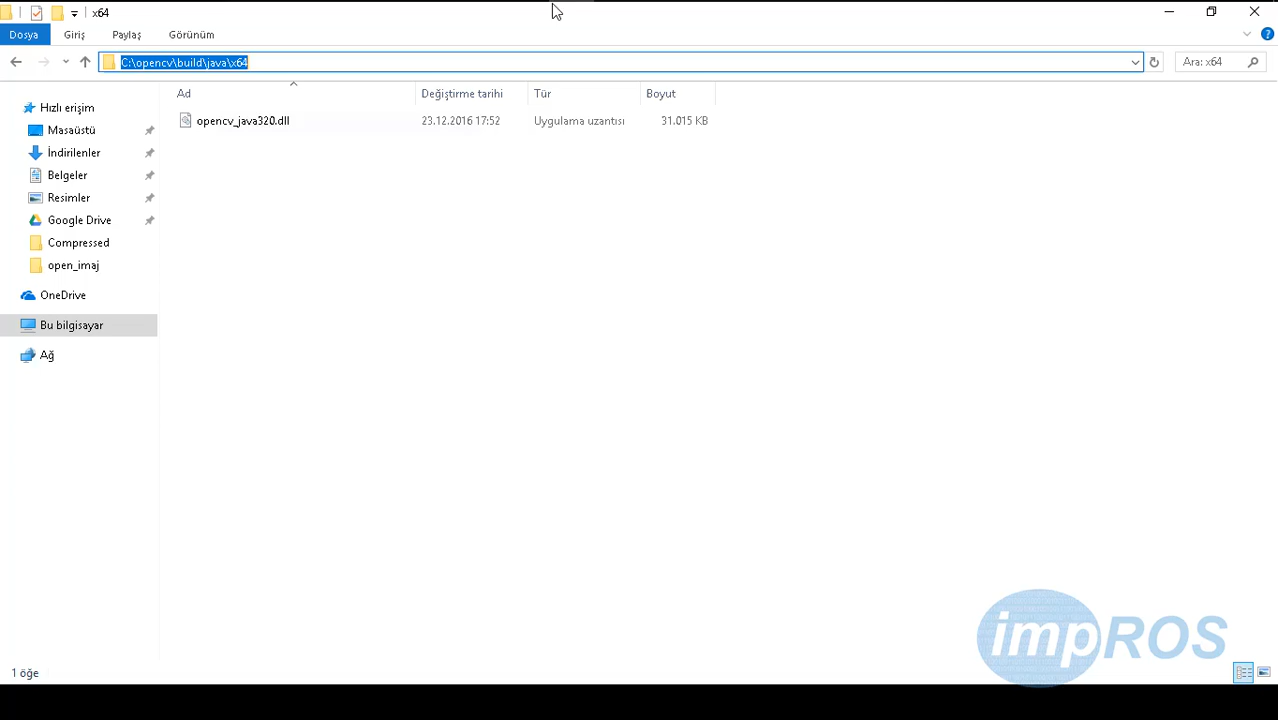 x64
Dosya Giriş Paylaş Görünüm
C:\opencv\build\java\x64
Ara: x64
Ad Değiştirme tarihi Tür Boyut
opencv_java320.dll 23.12.2016 17:52 Uygulama uzantısı 31.015 KB
Hızlı erişim
Masaüstü
İndirilenler
Belgeler
Resimler
Google Drive
Compressed
open_imaj
OneDrive
Bu bilgisayar
Ağ
1 öğe
impROS